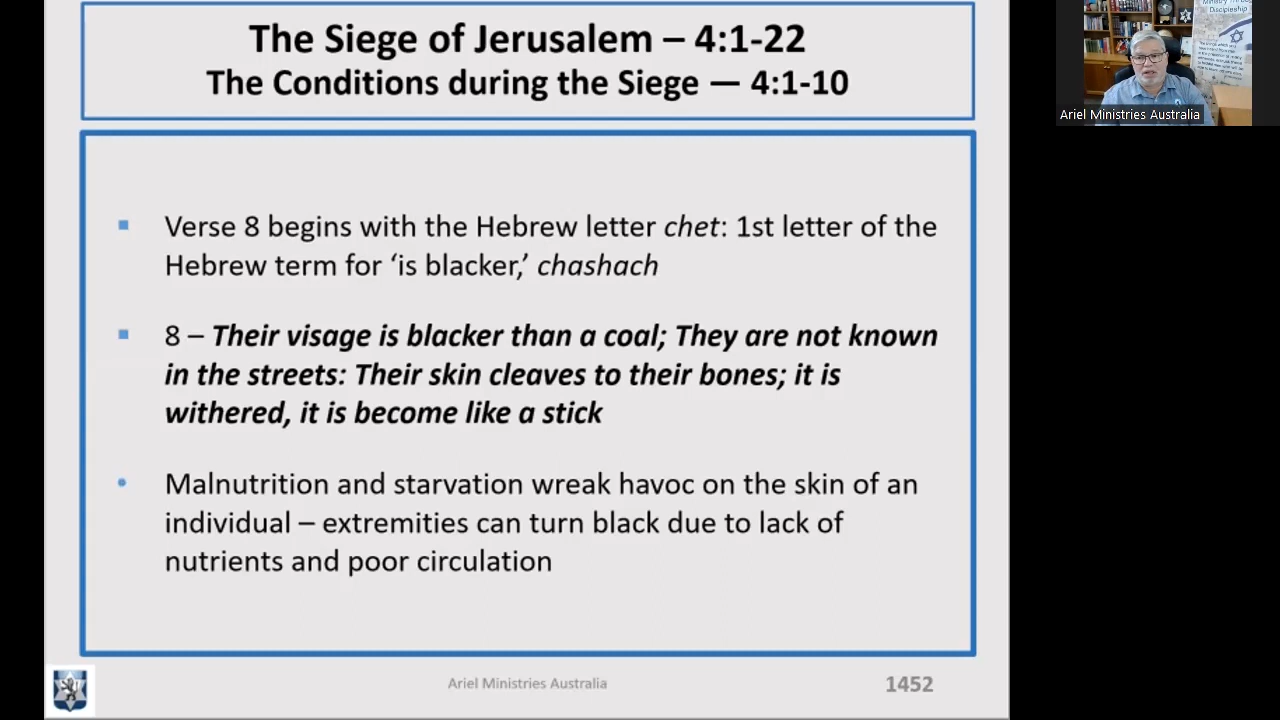 The Siege of Jerusalem – 4:1-22
The Conditions during the Siege — 4:1-10
Verse 8 begins with the Hebrew letter chet: 1st letter of the
Hebrew term for ‘is blacker,’ chashach
8 – Their visage is blacker than a coal; They are not known
in the streets: Their skin cleaves to their bones; it is
withered, it is become like a stick
Malnutrition and starvation wreak havoc on the skin of an
individual – extremities can turn black due to lack of
nutrients and poor circulation
Ariel Ministries Australia
1452
Discipleship
Ariel Ministries Australia